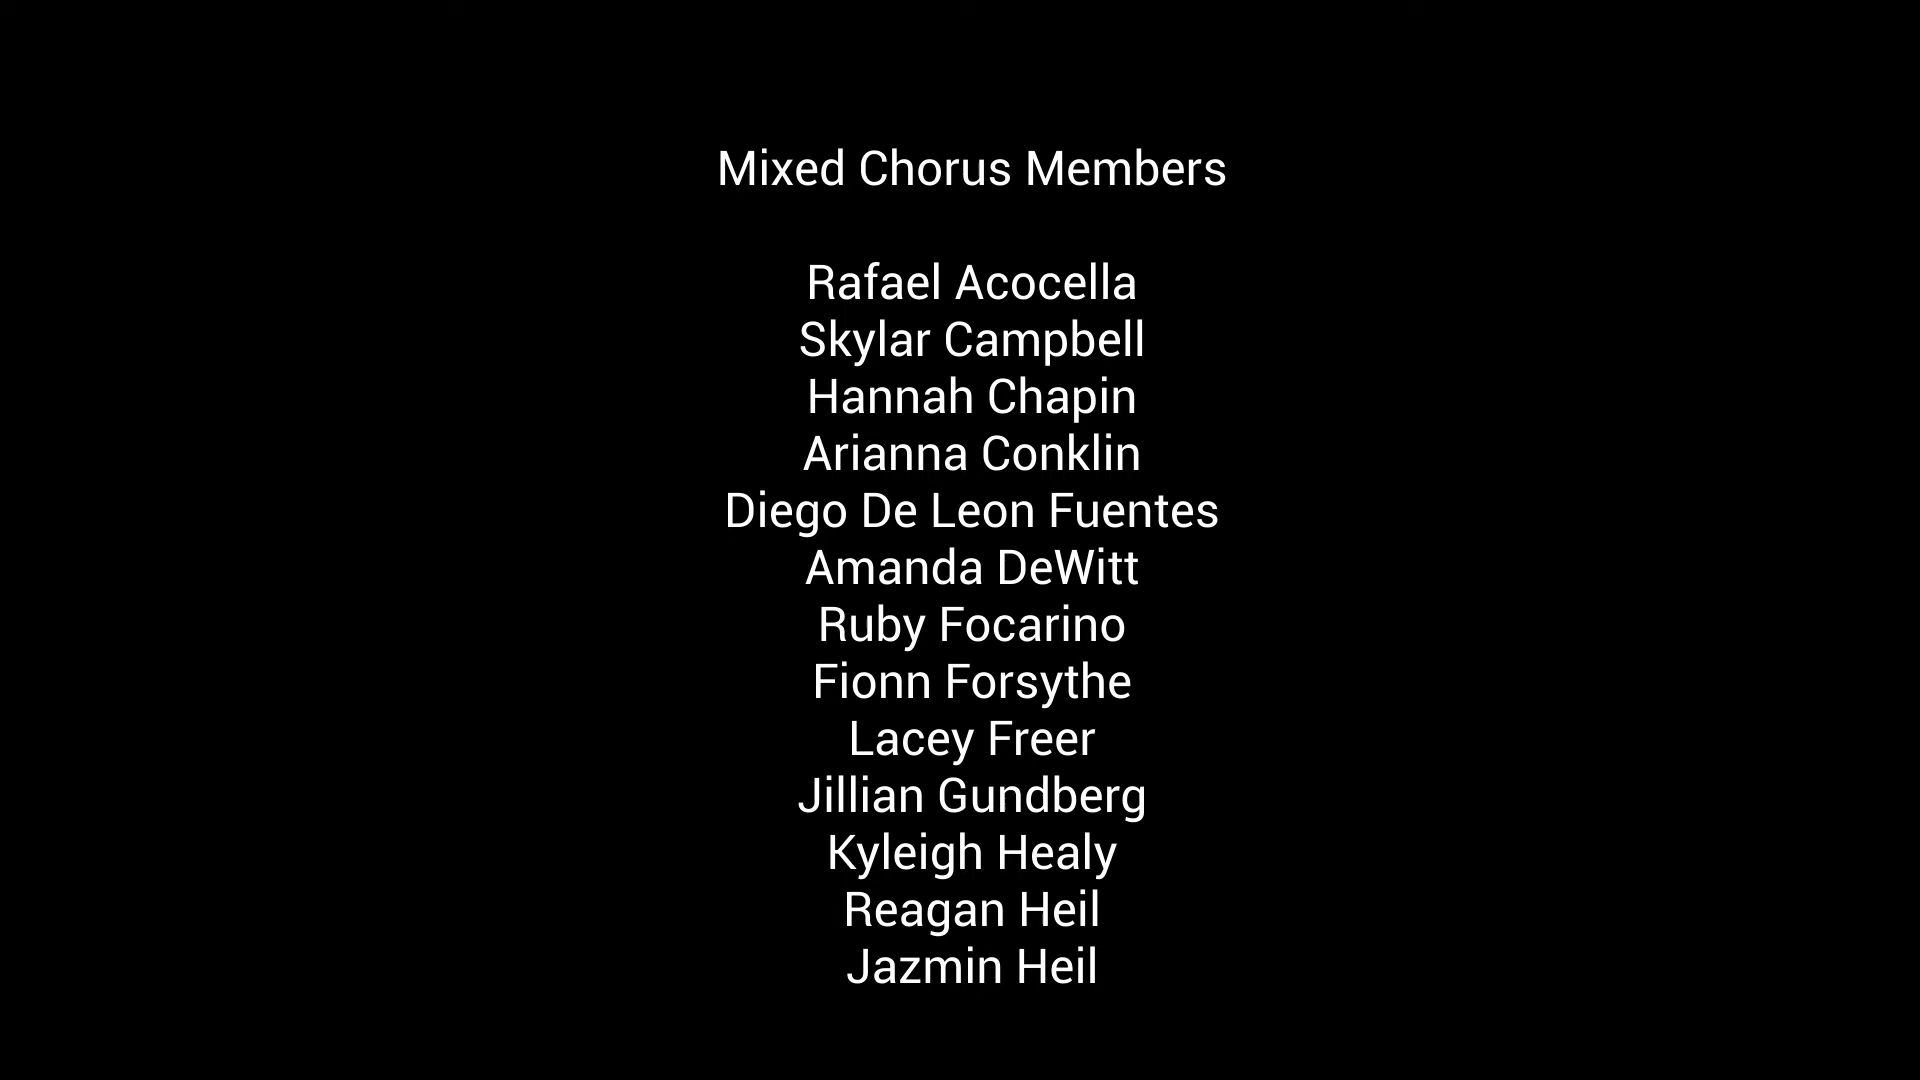 Mixed Chorus Members
Rafael Acocella
Skylar Campbell
Hannah Chapin
Arianna Conklin
Diego De Leon Fuentes
Amanda DeWitt
Ruby Focarino
Fionn Forsythe
Lacey Freer
Jillian Gundberg
Kyleigh Healy
Reagan Heil
Jazmin Heil